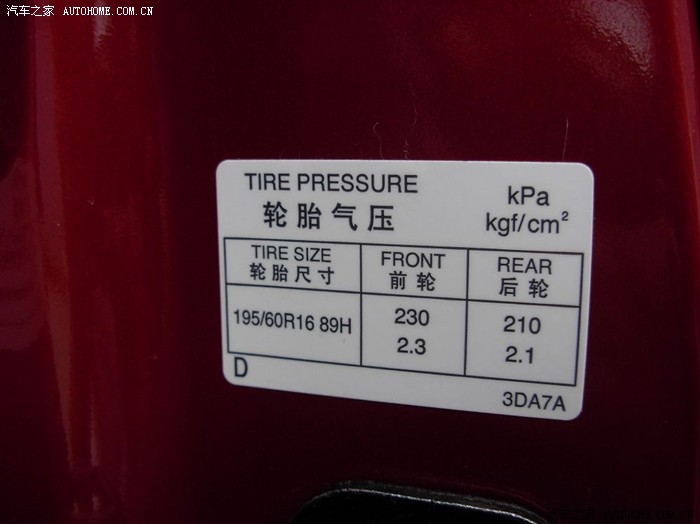 汽车之家 AUTOHOME.COM.CN
TIRE PRESSURE
轮胎气压
kPa
kgf/cm²
TIRE SIZE
轮胎尺寸
FRONT
前轮
REAR
后轮
195/60R16 89H
230
2.3
210
2.1
D
3DA7A